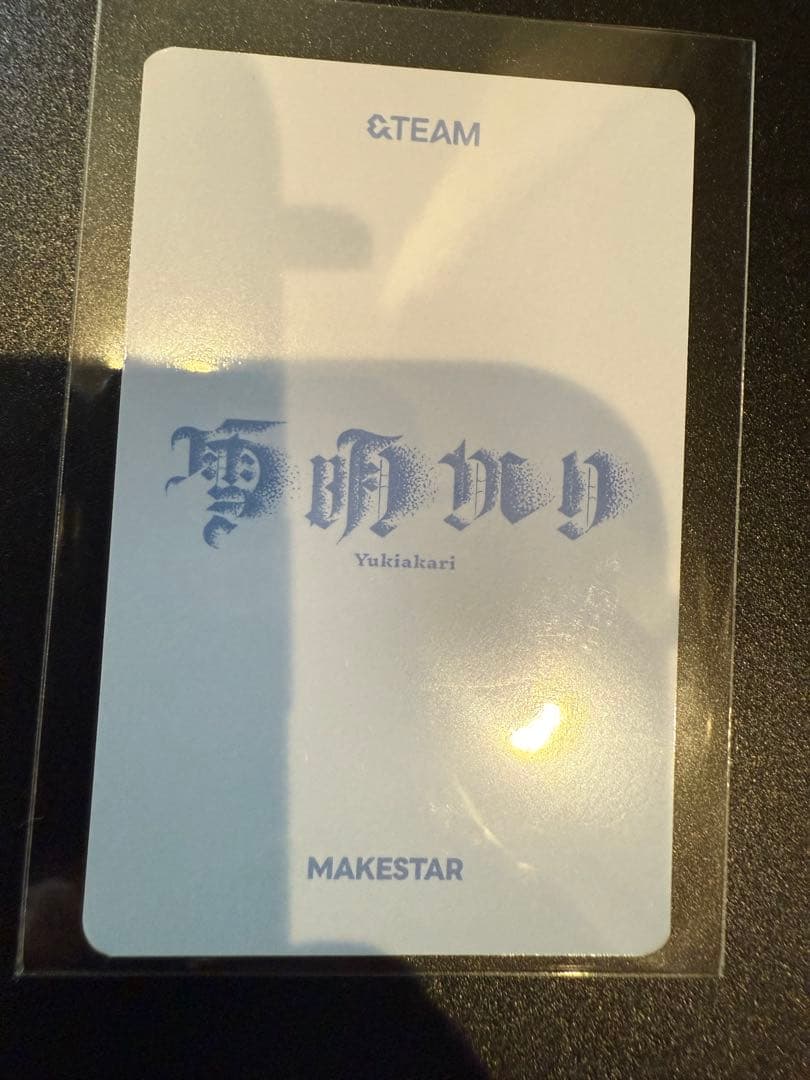 &TEAM
雪明かり
Yukiakari
MAKESTAR